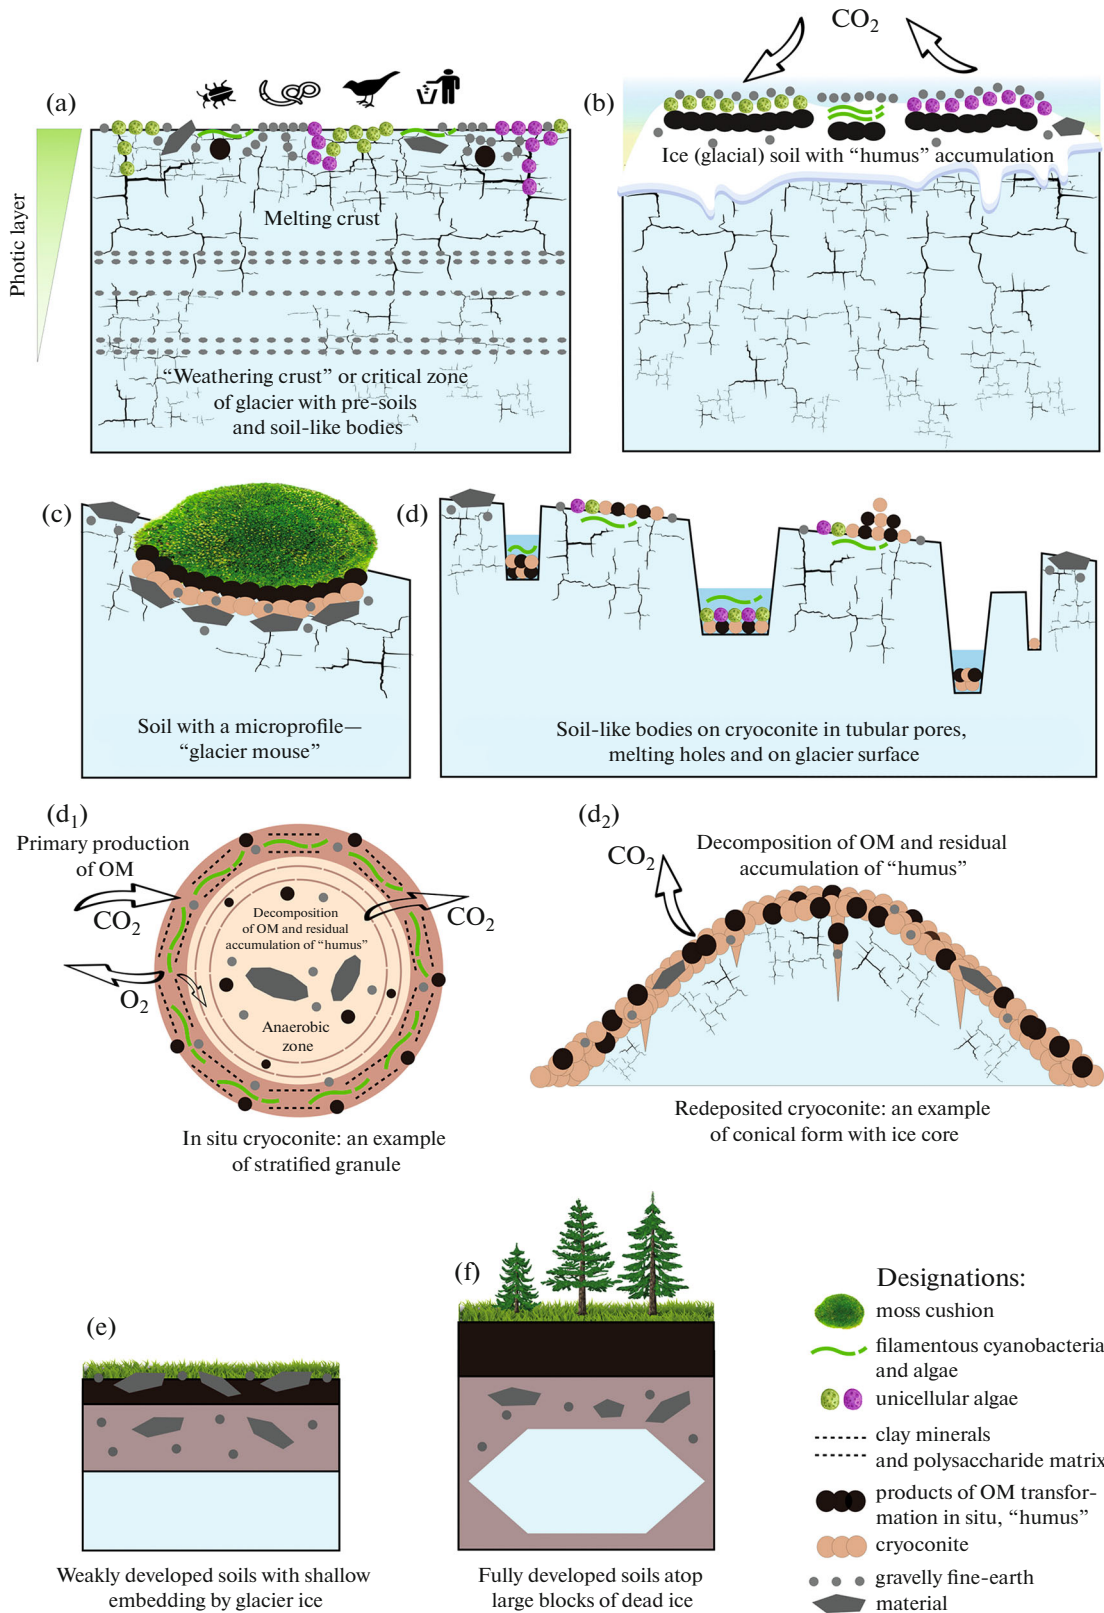 CO2
(a)
(b)
Photic layer
Ice (glacial) soil with “humus” accumulation
Melting crust
“Weathering crust” or critical zone
of glacier with pre-soils
and soil-like bodies
(c)
(d)
Soil with a microprofile—
“glacier mouse”
Soil-like bodies on cryoconite in tubular pores,
melting holes and on glacier surface
(d1)
Primary production
of OM
CO2
O2
CO2
Decomposition
of OM and residual
accumulation of “humus”
Anaerobic
zone
In situ cryoconite: an example
of stratified granule
(d2)
Decomposition of OM and residual
accumulation of “humus”
CO2
Redeposited cryoconite: an example
of conical form with ice core
(e)
Weakly developed soils with shallow
embedding by glacier ice
(f)
Fully developed soils atop
large blocks of dead ice
Designations:
moss cushion
filamentous cyanobacteria
and algae
unicellular algae
clay minerals
and polysaccharide matrix
products of OM transfor-
mation in situ, “humus”
cryoconite
gravelly fine-earth
material